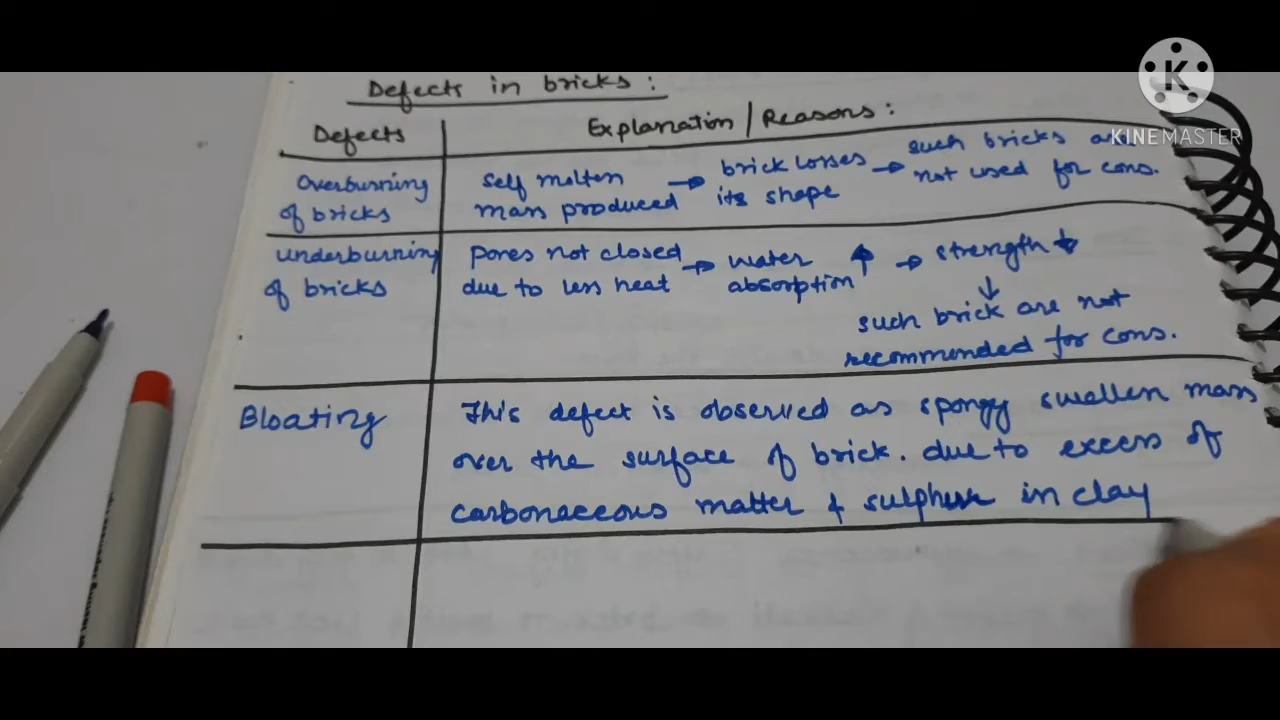 Defects in bricks:
Defects
Explanation / Reasons:
Overburning
of bricks
self molten
mass produced
→ brick losses
its shape
→ such bricks are
not used for cons.
underburning
of bricks
pores not closed
due to less heat
→ water
absorption ↑
→ strength ↓
↓
such brick are not
recommended for cons.
Bloating
This defect is observed as spongy swallen mass
over the surface of brick. due to excess of
carbonaceous matter & sulphur in clay
K
KINEMASTER